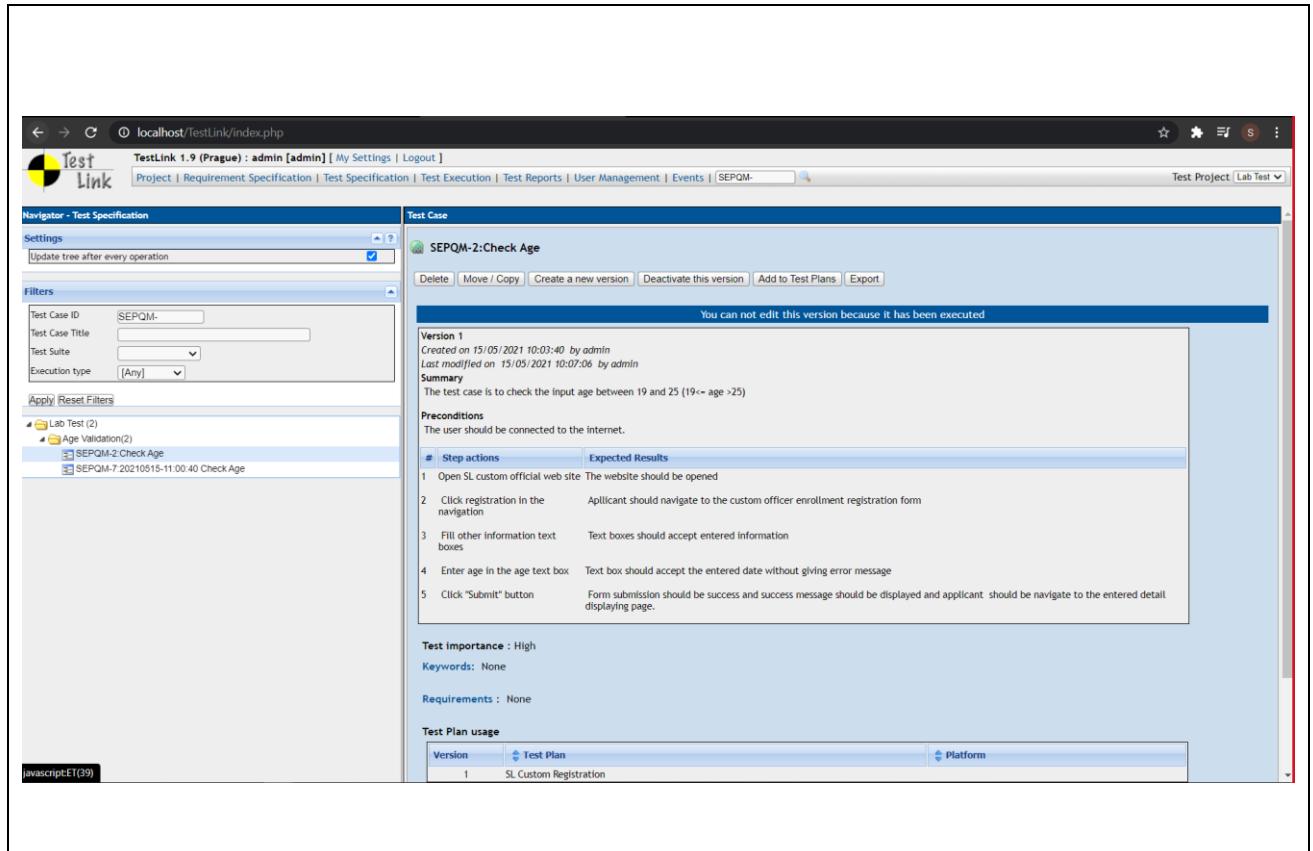 localhost/TestLink/index.php
S
Test Link
TestLink 1.9 (Prague) : admin [admin] [ My Settings | Logout ]
Project | Requirement Specification | Test Specification | Test Execution | Test Reports | User Management | Events | SEPQM-
Test Project Lab Test
Navigator - Test Specification
Settings
?
Update tree after every operation
Filters
Test Case ID SEPQM-
Test Case Title
Test Suite
Execution type [Any]
Apply Reset Filters
Lab Test (2)
Age Validation(2)
SEPQM-2:Check Age
SEPQM-7:20210515-11:00:40 Check Age
javascript:ET(39)
Test Case
SEPQM-2:Check Age
Delete Move / Copy Create a new version Deactivate this version Add to Test Plans Export
You can not edit this version because it has been executed
Version 1
Created on 15/05/2021 10:03:40 by admin
Last modified on 15/05/2021 10:07:06 by admin
Summary
The test case is to check the input age between 19 and 25 (19<= age >25)
Preconditions
The user should be connected to the internet.
# Step actions Expected Results
1 Open SL custom official web site The website should be opened
2 Click registration in the Apllicant should navigate to the custom officer enrollment registration form
navigation
3 Fill other information text Text boxes should accept entered information
boxes
4 Enter age in the age text box Text box should accept the entered date without giving error message
5 Click "Submit" button Form submission should be success and success message should be displayed and applicant should be navigate to the entered detail
displaying page.
Test importance : High
Keywords: None
Requirements : None
Test Plan usage
Version Test Plan Platform
1 SL Custom Registration